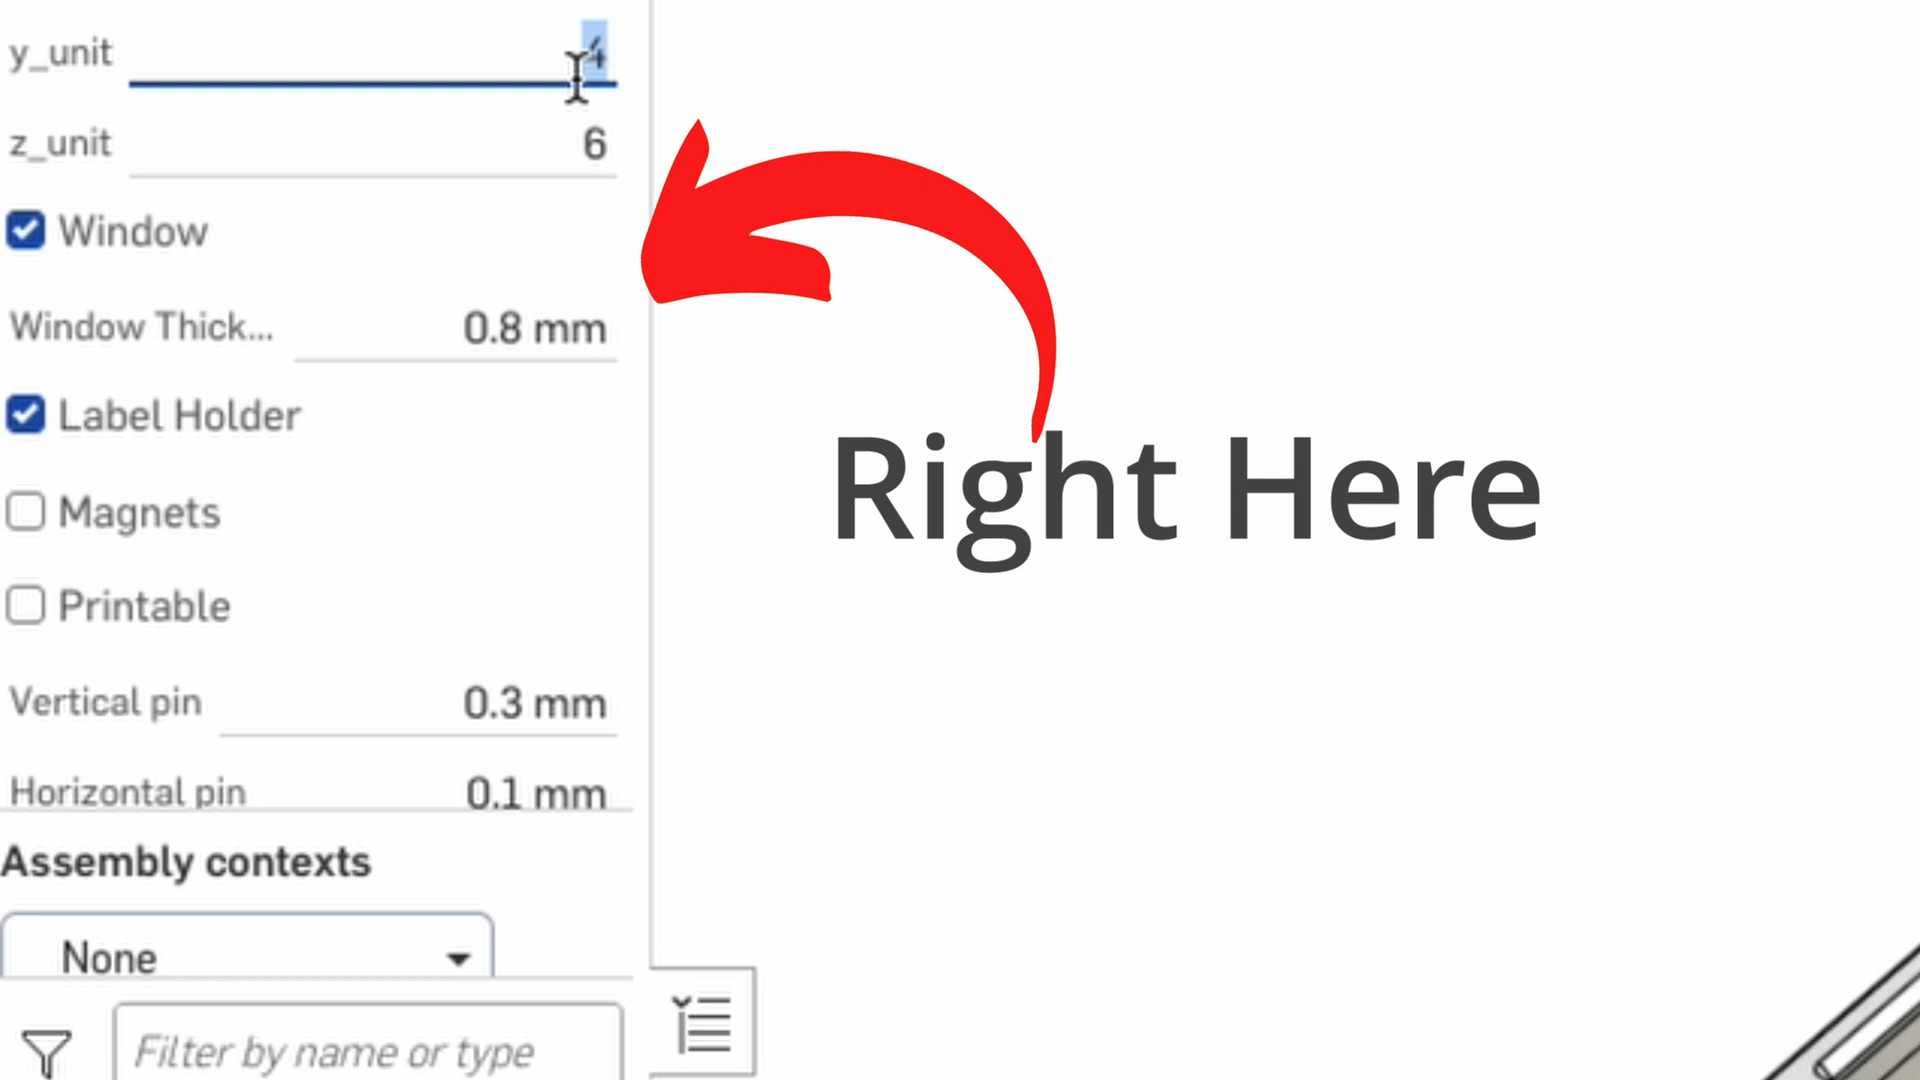 y_unit 4
z_unit 6
Window
Window Thick... 0.8 mm
Label Holder
Right Here
Magnets
Printable
Vertical pin 0.3 mm
Horizontal pin 0.1 mm
Assembly contexts
None
Filter by name or type